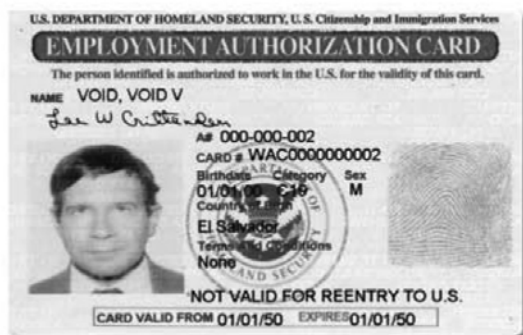 U.S. DEPARTMENT OF HOMELAND SECURITY, U.S. Citizenship and Immigration Services
EMPLOYMENT AUTHORIZATION CARD
The person identified is authorized to work in the U.S. for the validity of this card.
NAME VOID, VOID V
Lee W Crittenden
A# 000-000-002
CARD # WAC0000000002
Birthdate Category Sex
01/01/00 C19 M
Country of Birth
El Salvador
Terms and Conditions
None
NOT VALID FOR REENTRY TO U.S.
CARD VALID FROM 01/01/50 EXPIRES 01/01/50